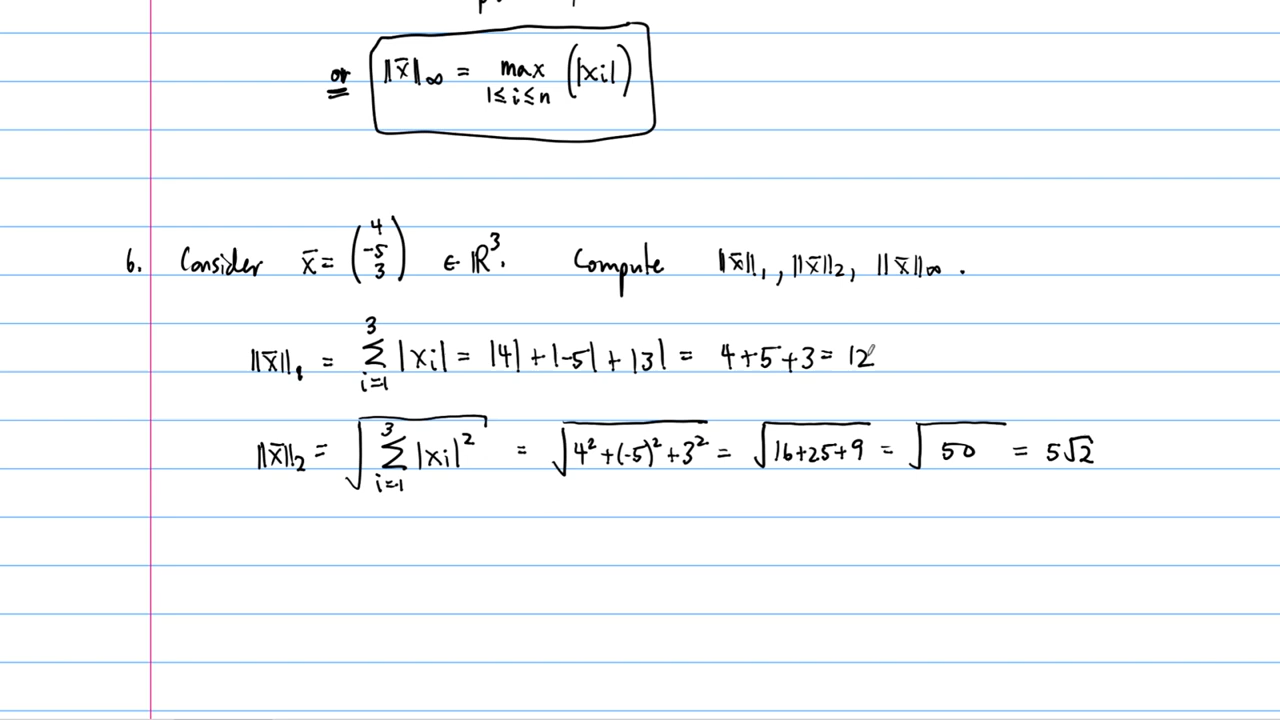 or ‖x̄‖∞ = max 1≤i≤n (|xi|)
6. Consider x̄ = (4 -5 3) ∈ ℝ³. Compute ‖x̄‖₁, ‖x̄‖₂, ‖x̄‖∞.
‖x̄‖₁ = 3 Σ i=1 |xi| = |4| + |-5| + |3| = 4+5+3 = 12
‖x̄‖₂ = √ 3 Σ i=1 |xi|² = √4² + (-5)² + 3² = √16+25+9 = √50 = 5√2